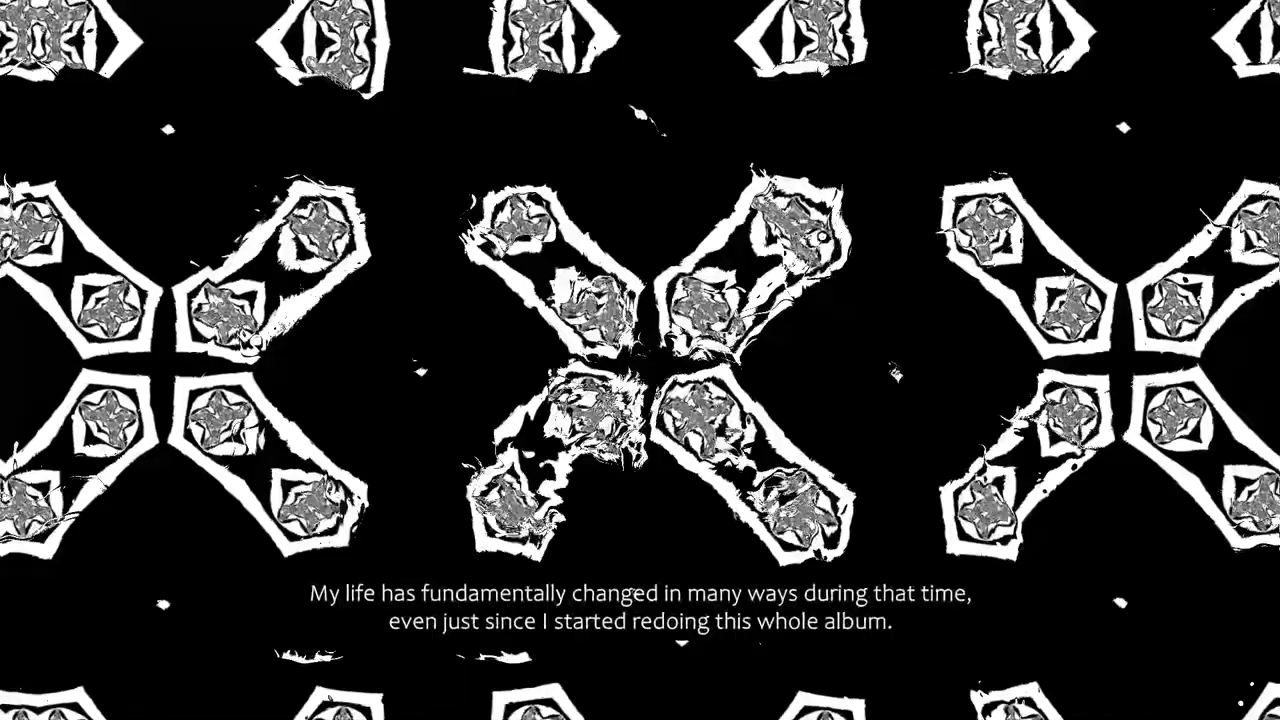 My life has fundamentally changed in many ways during that time,
even just since I started redoing this whole album.